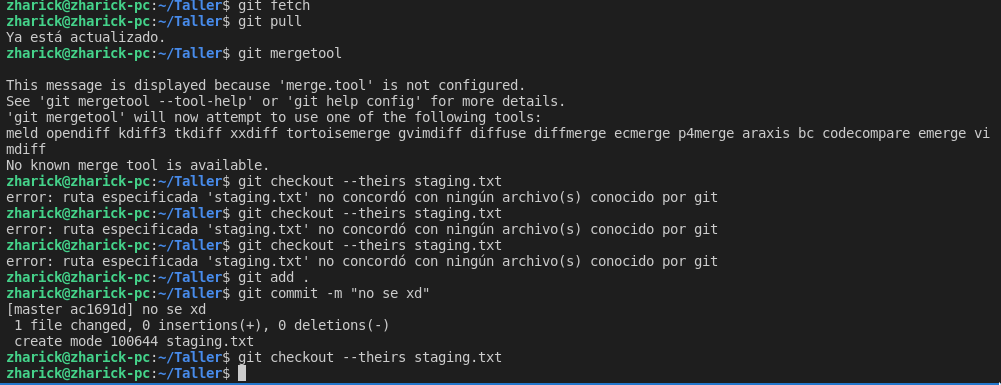 zharick@zharick-pc:~/Taller$ git fetch
zharick@zharick-pc:~/Taller$ git pull
Ya está actualizado.
zharick@zharick-pc:~/Taller$ git mergetool
This message is displayed because 'merge.tool' is not configured.
See 'git mergetool --tool-help' or 'git help config' for more details.
'git mergetool' will now attempt to use one of the following tools:
meld opendiff kdiff3 tkdiff xxdiff tortoisemerge gvimdiff diffuse diffmerge ecmerge p4merge araxis bc codecompare emerge vi
mdiff
No known merge tool is available.
zharick@zharick-pc:~/Taller$ git checkout --theirs staging.txt
error: ruta especificada 'staging.txt' no concordó con ningún archivo(s) conocido por git
zharick@zharick-pc:~/Taller$ git checkout --theirs staging.txt
error: ruta especificada 'staging.txt' no concordó con ningún archivo(s) conocido por git
zharick@zharick-pc:~/Taller$ git checkout --theirs staging.txt
error: ruta especificada 'staging.txt' no concordó con ningún archivo(s) conocido por git
zharick@zharick-pc:~/Taller$ git add .
zharick@zharick-pc:~/Taller$ git commit -m "no se xd"
[master ac1691d] no se xd
 1 file changed, 0 insertions(+), 0 deletions(-)
 create mode 100644 staging.txt
zharick@zharick-pc:~/Taller$ git checkout --theirs staging.txt
zharick@zharick-pc:~/Taller$